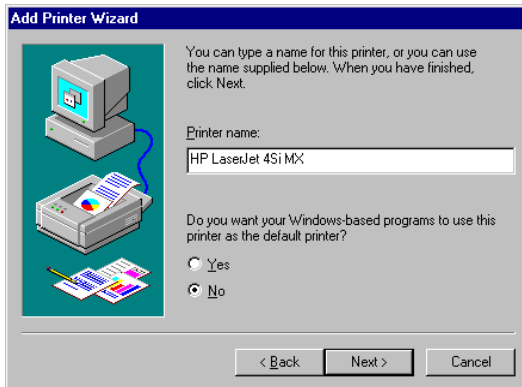 Add Printer Wizard
You can type a name for this printer, or you can use
the name supplied below. When you have finished,
click Next.
Printer name:
HP LaserJet 4Si MX
Do you want your Windows-based programs to use this
printer as the default printer?
Yes
No
< Back
Next >
Cancel